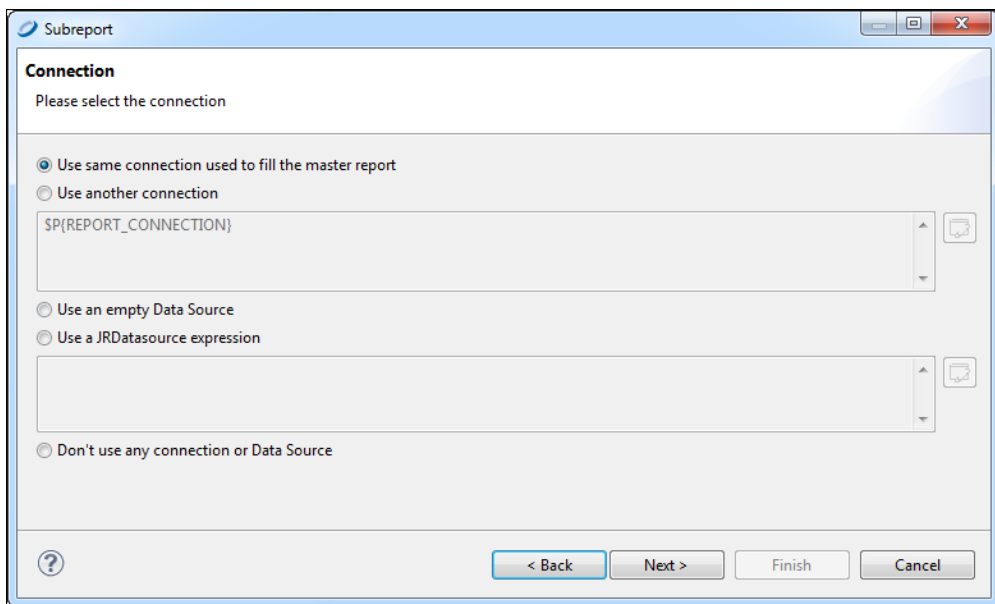 Subreport
Connection
Please select the connection
Use same connection used to fill the master report
Use another connection
$P{REPORT_CONNECTION}
Use an empty Data Source
Use a JRDatasource expression
Don't use any connection or Data Source
?
< Back Next > Finish Cancel